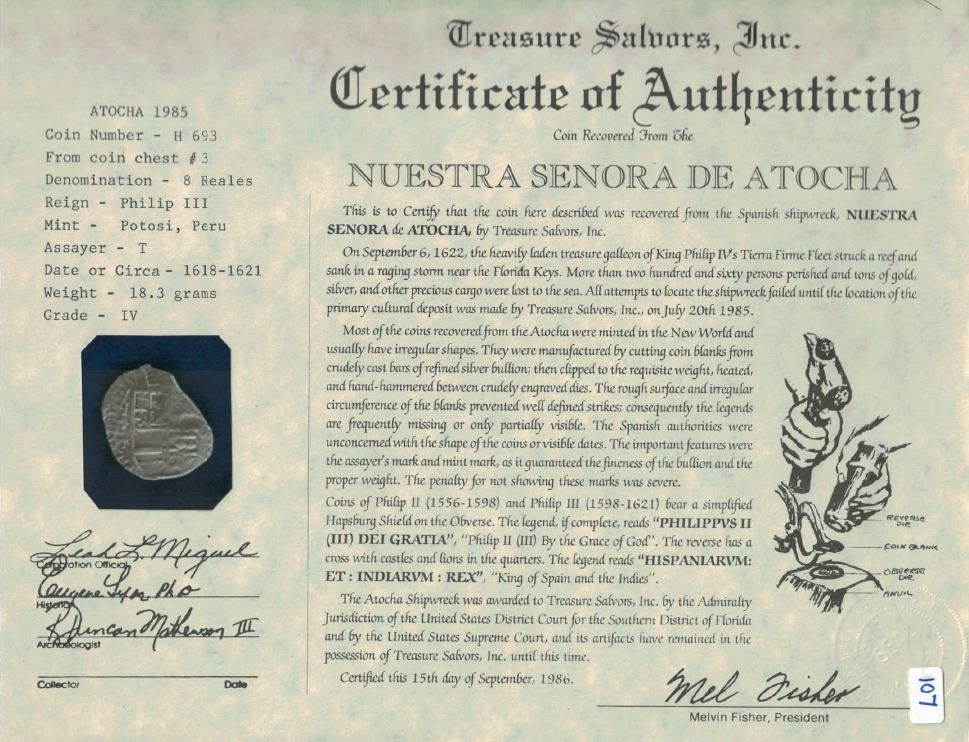 Treasure Salvors, Inc.
Certificate of Authenticity
Coin Recovered From The
NUESTRA SENORA DE ATOCHA
ATOCHA 1985
Coin Number - H 693
From coin chest #3
Denomination - 8 Reales
Reign - Philip III
Mint - Potosi, Peru
Assayer - T
Date or Circa - 1618-1621
Weight - 18.3 grams
Grade - IV
This is to Certify that the coin here described was recovered from the Spanish shipwreck, NUESTRA
SENORA de ATOCHA, by Treasure Salvors, Inc.
On September 6, 1622, the heavily laden treasure galleon of King Philip IV's Tierra Firme Fleet struck a reef and
sank in a raging storm near the Florida Keys. More than two hundred and sixty persons perished and tons of gold,
silver, and other precious cargo were lost to the sea. All attempts to locate the shipwreck failed until the location of the
primary cultural deposit was made by Treasure Salvors, Inc., on July 20th 1985.
Most of the coins recovered from the Atocha were minted in the New World and
usually have irregular shapes. They were manufactured by cutting coin blanks from
crudely cast bars of refined silver bullion; then clipped to the requisite weight, heated,
and hand-hammered between crudely engraved dies. The rough surface and irregular
circumference of the blanks prevented well defined strikes; consequently the legends
are frequently missing or only partially visible. The Spanish authorities were
unconcerned with the shape of the coins or visible dates. The important features were
the assayer's mark and mint mark, as it guaranteed the fineness of the bullion and the
proper weight. The penalty for not showing these marks was severe.
Coins of Philip II (1556-1598) and Philip III (1598-1621) bear a simplified
Hapsburg Shield on the Obverse. The legend, if complete, reads "PHILIPPVS II
(III) DEI GRATIA", "Philip II (III) By the Grace of God". The reverse has a
cross with castles and lions in the quarters. The legend reads "HISPANIARVM:
ET : INDIARVM : REX", "King of Spain and the Indies".
The Atocha Shipwreck was awarded to Treasure Salvors, Inc. by the Admiralty
Jurisdiction of the United States District Court for the Southern District of Florida
and by the United States Supreme Court, and its artifacts have remained in the
possession of Treasure Salvors, Inc. until this time.
Certified this 15th day of September, 1986.
REVERSE
DIE
COIN BLANK
OBVERSE
DIE
ANVIL
Leah L. Miguel
Corporation Official
Eugene Lyon PhD
Historian
R Duncan Mathewson III
Archaeologist
Collector Date
Mel Fisher
Melvin Fisher, President
107